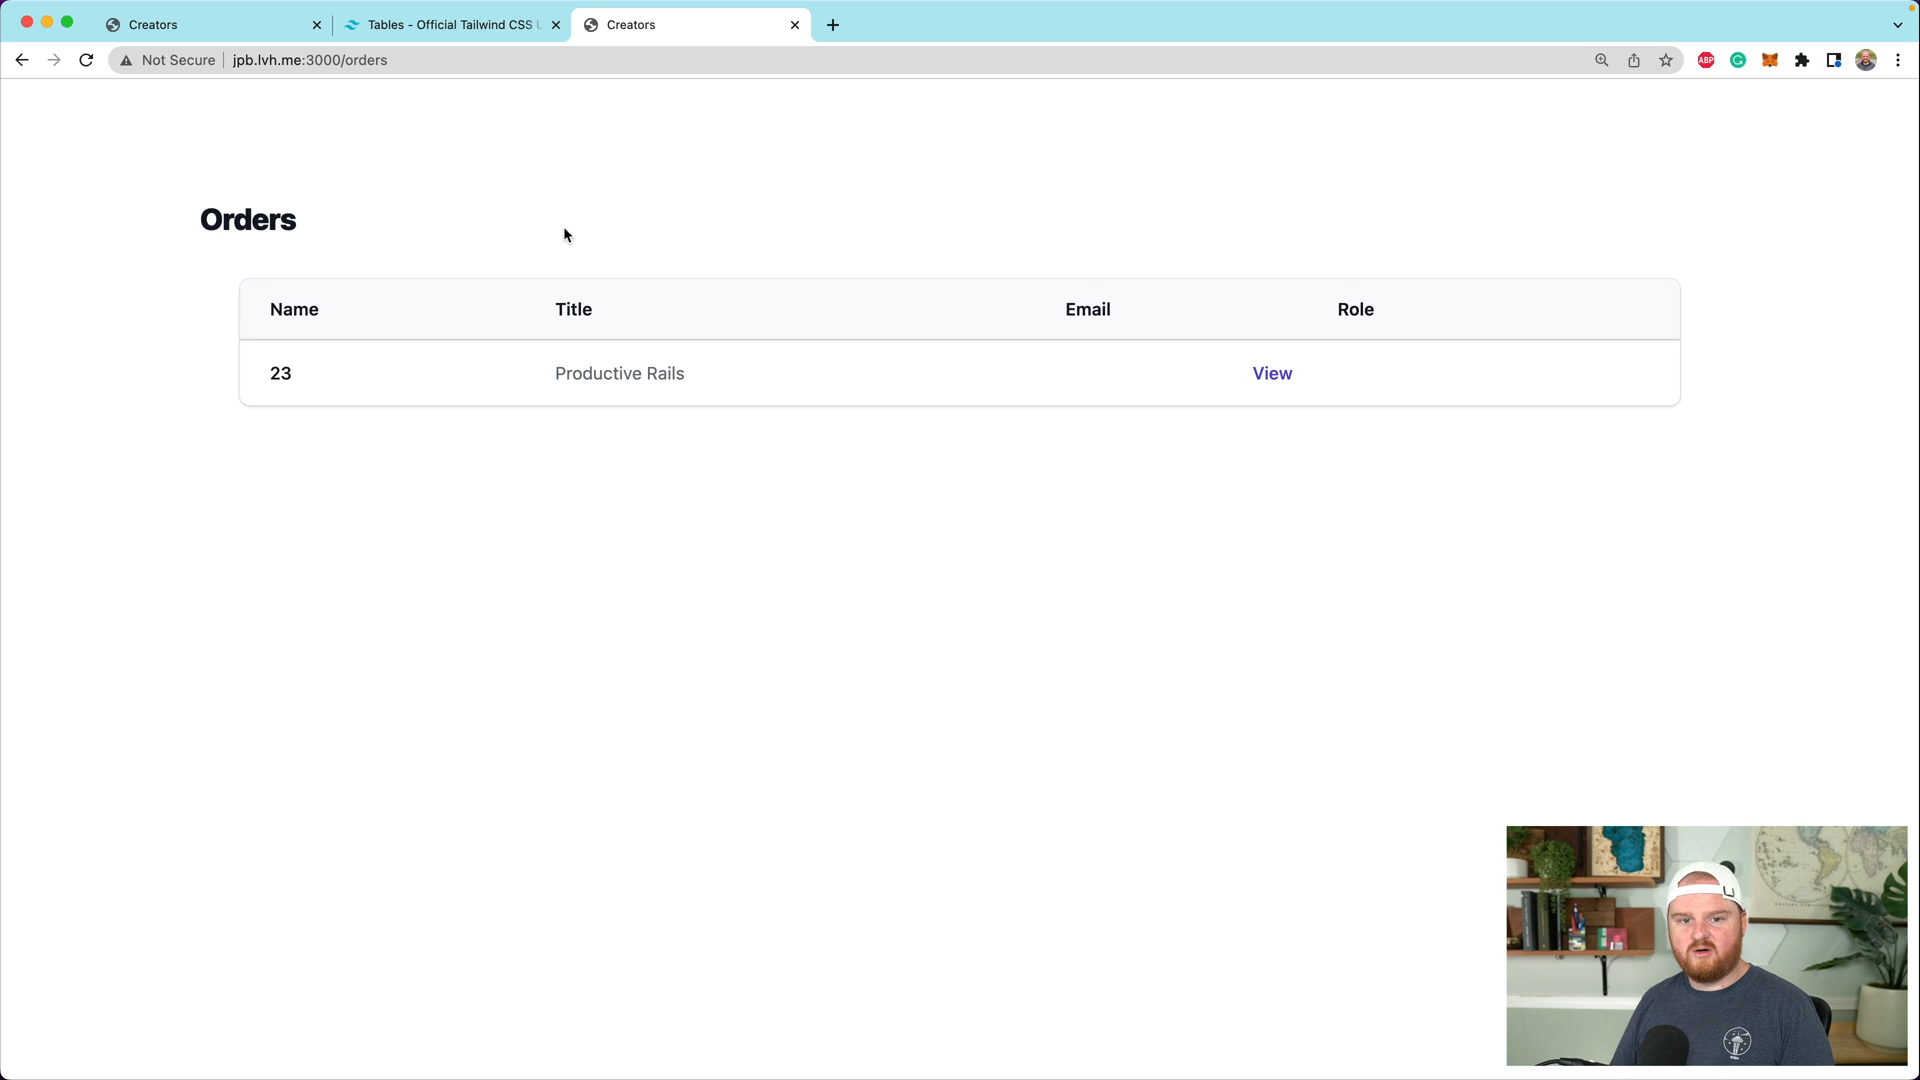 Creators
Tables - Official Tailwind CSS U
Creators
Not Secure
jpb.lvh.me:3000/orders
ABP
Orders
Name Title Email Role
23 Productive Rails View